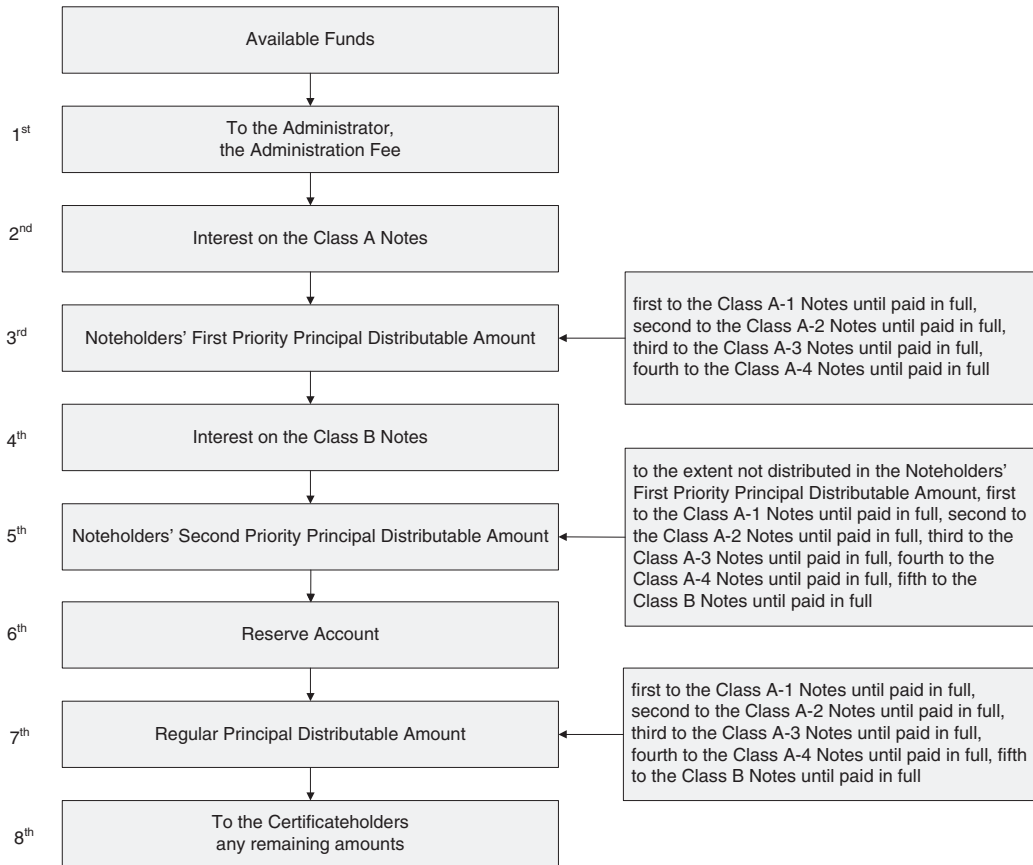 Available Funds
1st
To the Administrator,
the Administration Fee
2nd
Interest on the Class A Notes
3rd
Noteholders' First Priority Principal Distributable Amount
first to the Class A-1 Notes until paid in full,
second to the Class A-2 Notes until paid in full,
third to the Class A-3 Notes until paid in full,
fourth to the Class A-4 Notes until paid in full
4th
Interest on the Class B Notes
5th
Noteholders' Second Priority Principal Distributable Amount
to the extent not distributed in the Noteholders'
First Priority Principal Distributable Amount, first
to the Class A-1 Notes until paid in full, second to
the Class A-2 Notes until paid in full, third to the
Class A-3 Notes until paid in full, fourth to the
Class A-4 Notes until paid in full, fifth to the
Class B Notes until paid in full
6th
Reserve Account
7th
Regular Principal Distributable Amount
first to the Class A-1 Notes until paid in full,
second to the Class A-2 Notes until paid in full,
third to the Class A-3 Notes until paid in full,
fourth to the Class A-4 Notes until paid in full, fifth
to the Class B Notes until paid in full
8th
To the Certificateholders
any remaining amounts